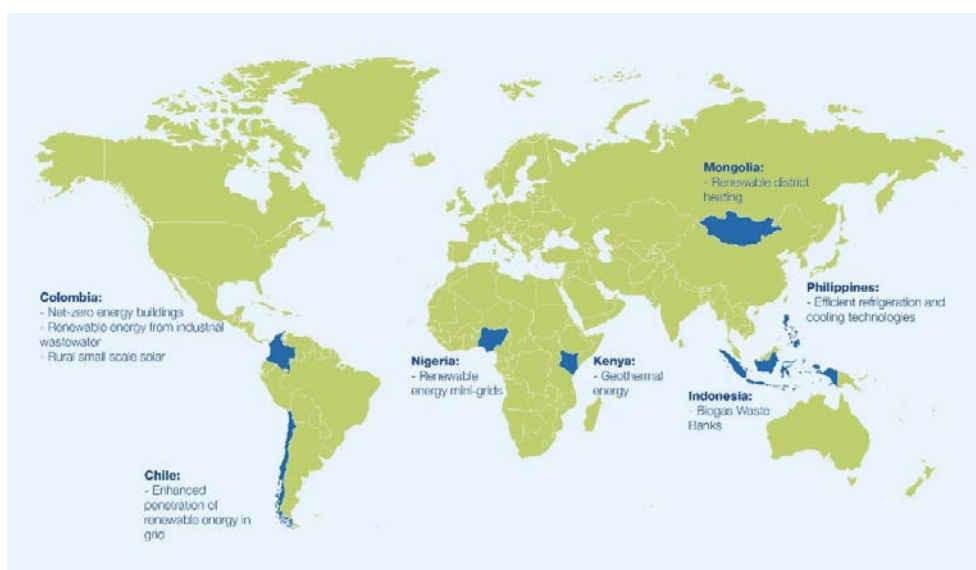 Mongolia:
- Renewable district
heating
Colombia:
- Net-zero energy buildings
- Renewable energy from industrial
wastewater
- Rural small scale solar
Philippines:
- Efficient refrigeration and
cooling technologies
Nigeria:
- Renewable
energy mini-grids
Kenya:
- Geothermal
energy
Indonesia:
- Biogas Waste
Banks
Chile:
- Enhanced
penetration of
renewable energy in
grid